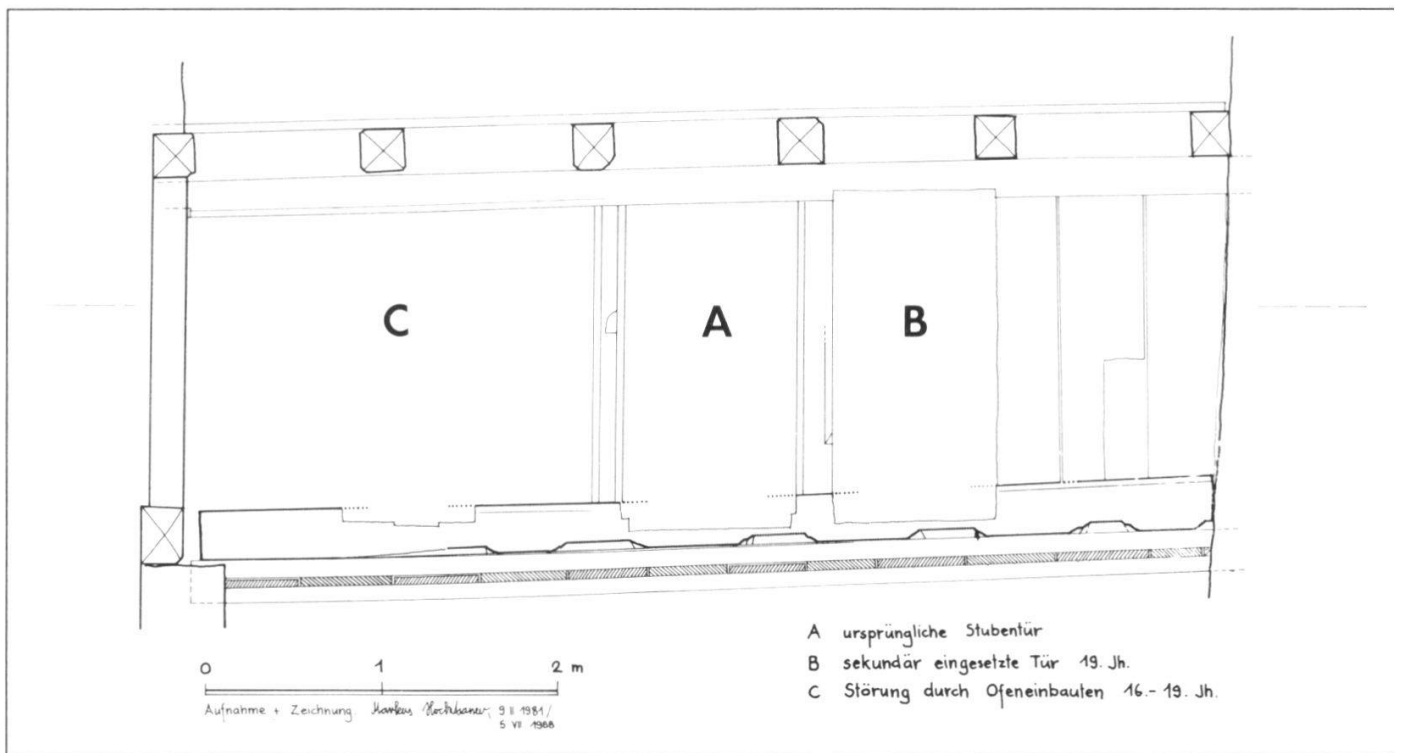 C
A
B
A ursprüngliche Stubentür
B sekundär eingesetzte Tür 19. Jh.
C Störung durch Ofeneinbauten 16.-19. Jh.
0 1 2 m
Aufnahme + Zeichnung. Markus 9 II 1981/
5 VII 1988